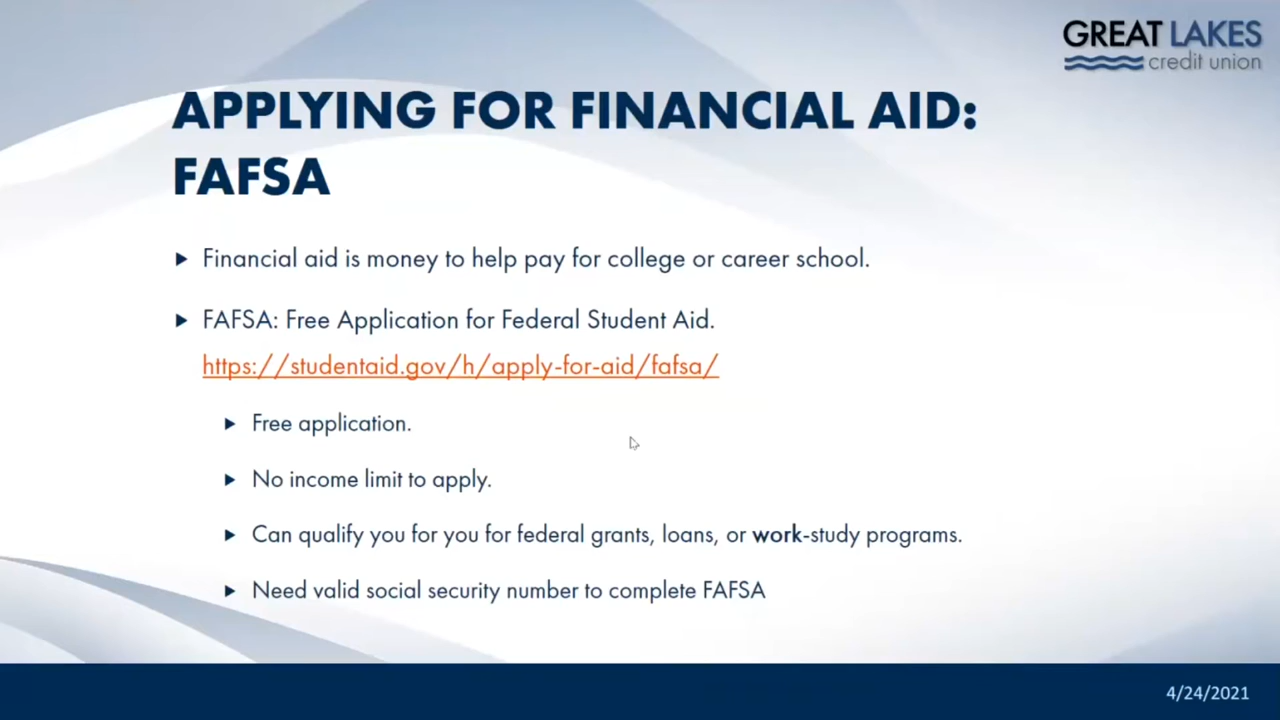 GREAT LAKES
credit union
APPLYING FOR FINANCIAL AID:
FAFSA
Financial aid is money to help pay for college or career school.
FAFSA: Free Application for Federal Student Aid.
https://studentaid.gov/h/apply-for-aid/fafsa/
Free application.
No income limit to apply.
Can qualify you for you for federal grants, loans, or work-study programs.
Need valid social security number to complete FAFSA
4/24/2021